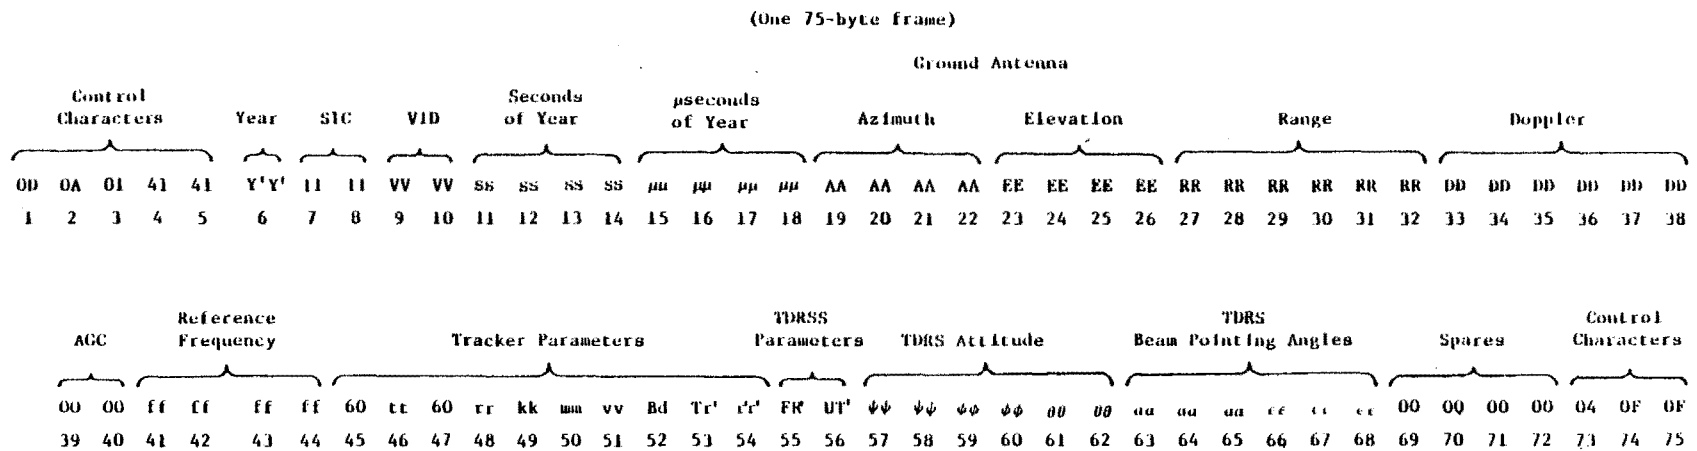 (One 75-byte frame)
Ground Antenna
Control Seconds μseconds
Characters Year SIC VID of Year of Year Azimuth Elevation Range Doppler
0D 0A 01 41 41 Y'Y' II II VV VV SS SS SS SS μμ μμ μμ μμ AA AA AA AA EE EE EE EE RR RR RR RR RR RR DD DD DD DD DD DD
1 2 3 4 5 6 7 8 9 10 11 12 13 14 15 16 17 18 19 20 21 22 23 24 25 26 27 28 29 30 31 32 33 34 35 36 37 38
Reference TDRSS TDRS Control
AGC Frequency Tracker Parameters Parameters TDRS Attitude Beam Pointing Angles Spares Characters
00 00 ff ff ff ff 60 tt 60 rr kk mm vv Bd Tr' r'r' FR' UT' ψψ ψψ φφ φφ θθ θθ αα αα αα εε εε εε 00 00 00 00 04 0F 0F
39 40 41 42 43 44 45 46 47 48 49 50 51 52 53 54 55 56 57 58 59 60 61 62 63 64 65 66 67 68 69 70 71 72 73 74 75